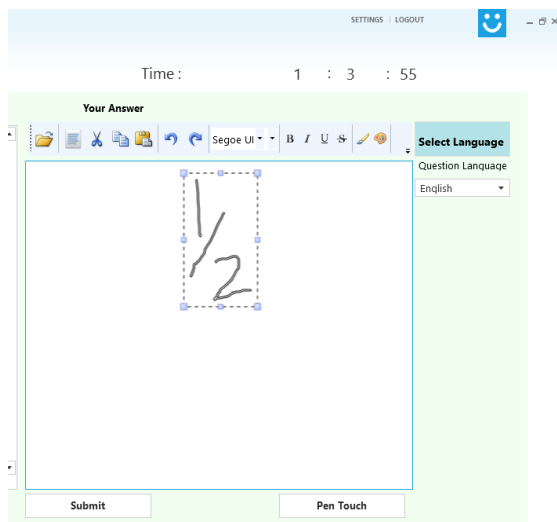 SETTINGS | LOGOUT
Time : 1 : 3 : 55
Your Answer
Segoe UI B I U S
Select Language
Question Language
English
1/2
Submit
Pen Touch